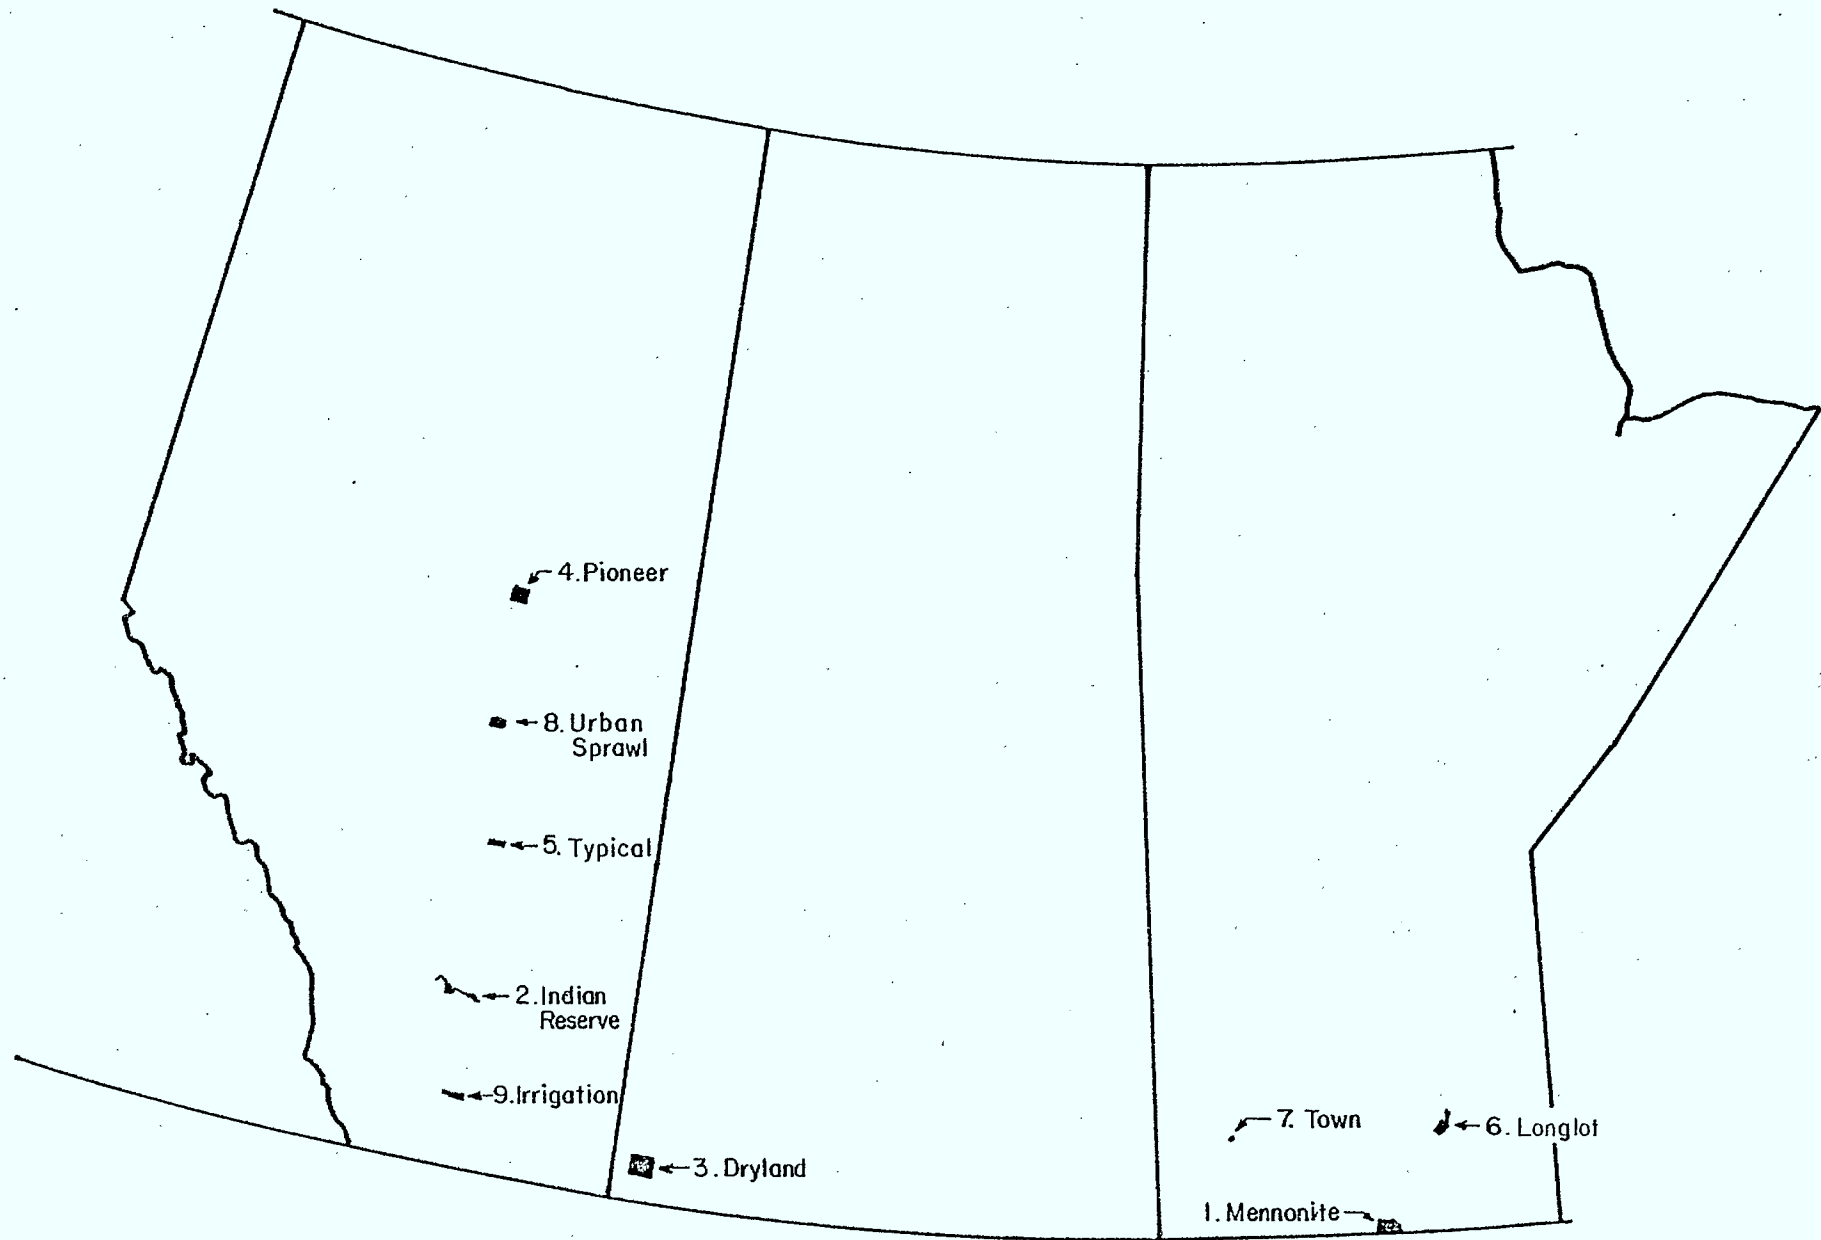 4. Pioneer
8. Urban
Sprawl
5. Typical
2. Indian
Reserve
9. Irrigation
7. Town
6. Longlot
3. Dryland
1. Mennonite